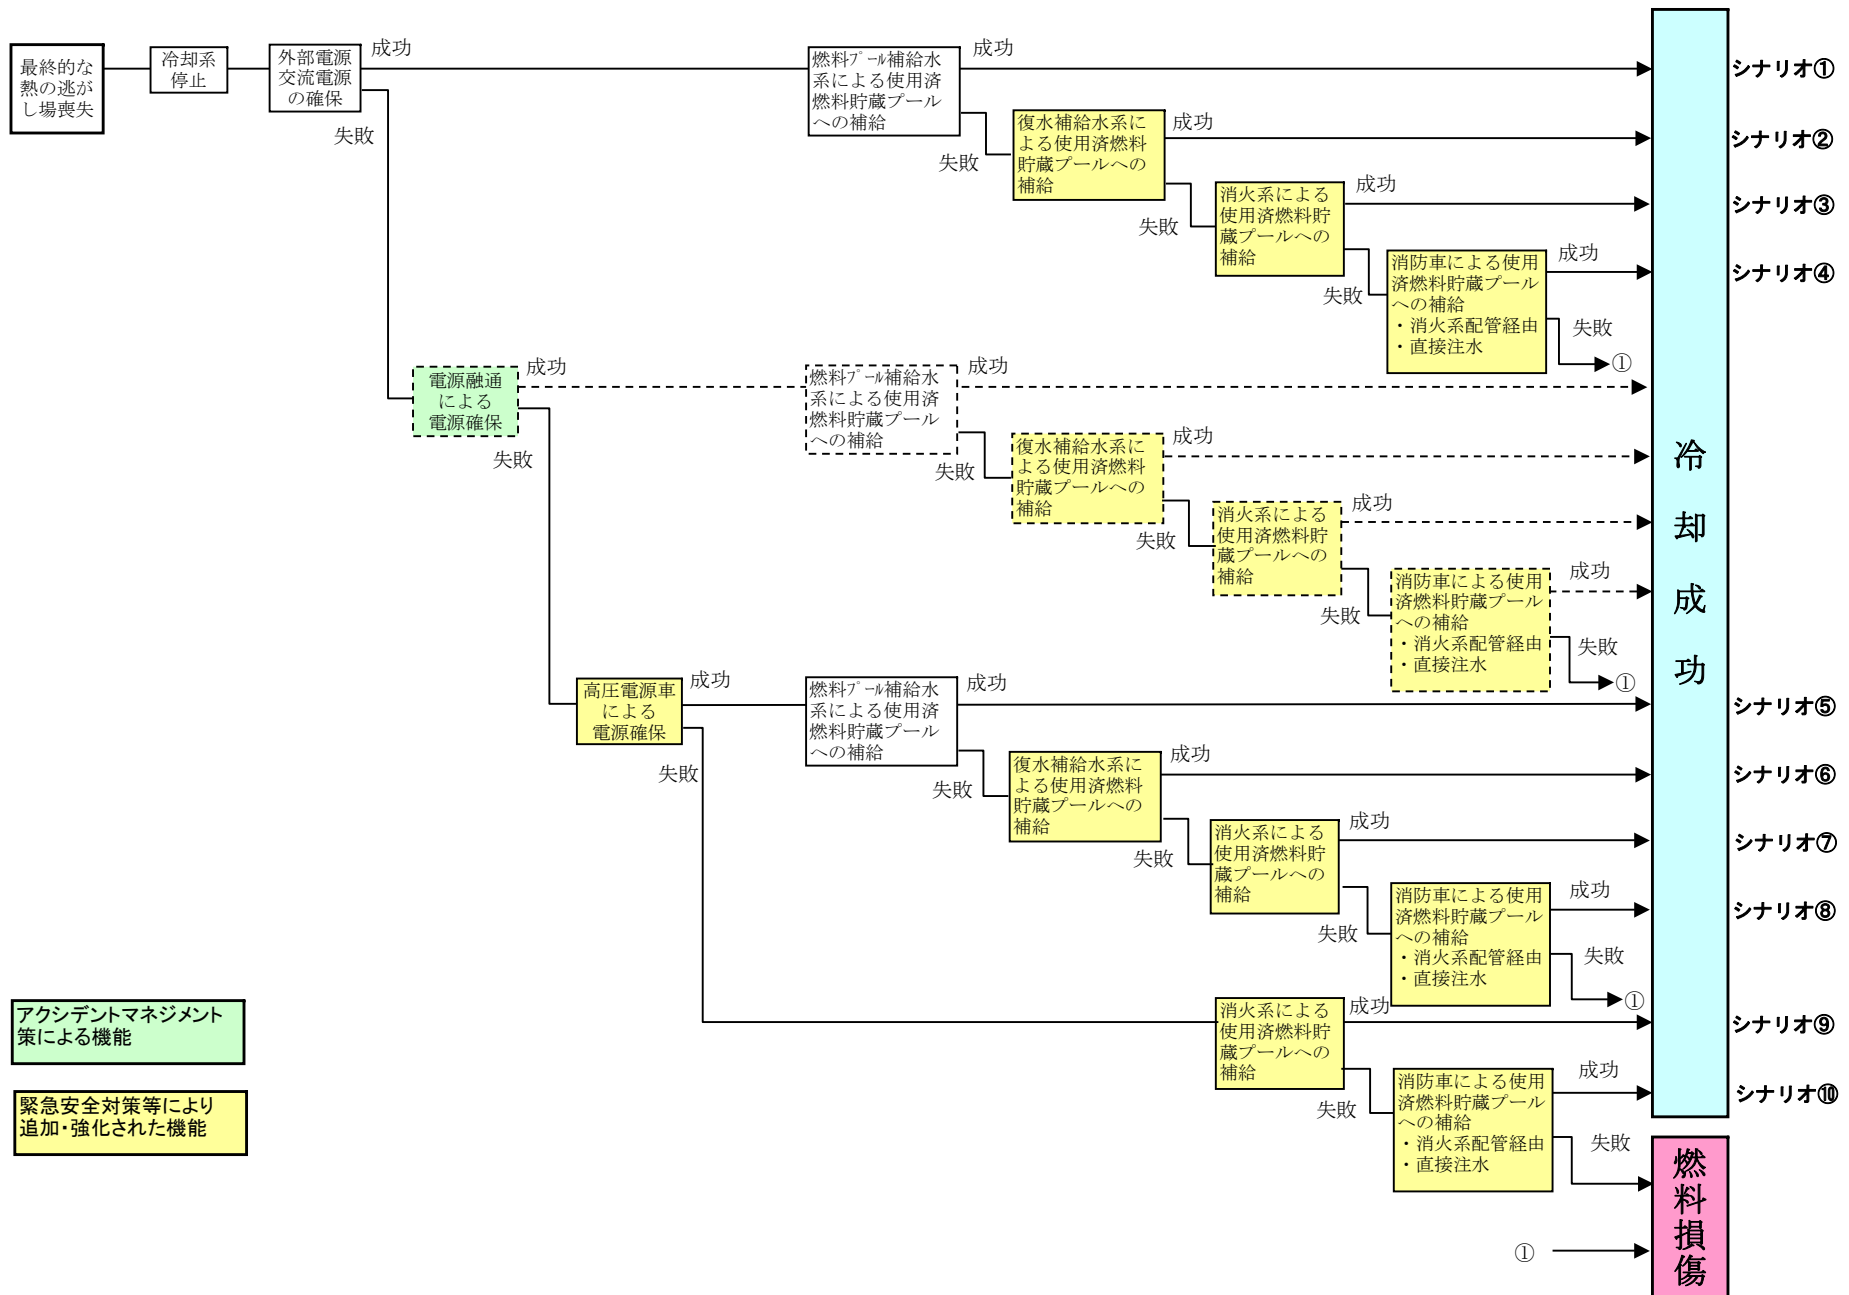 最終的な
熱の逃が
し場喪失
冷却系
停止
外部電源
交流電源
の確保
成功
失敗
燃料プール補給水
系による使用済
燃料貯蔵プール
への補給
成功
失敗
復水補給水系に
よる使用済燃料
貯蔵プールへの
補給
成功
失敗
消火系による
使用済燃料貯
蔵プールへの
補給
成功
失敗
消防車による使用
済燃料貯蔵プール
への補給
・消火系配管経由
・直接注水
成功
失敗
①
シナリオ①
シナリオ②
シナリオ③
シナリオ④
電源融通
による
電源確保
成功
失敗
燃料プール補給水
系による使用済
燃料貯蔵プール
への補給
成功
失敗
復水補給水系に
よる使用済燃料
貯蔵プールへの
補給
成功
失敗
消火系による
使用済燃料貯
蔵プールへの
補給
成功
失敗
消防車による使用
済燃料貯蔵プール
への補給
・消火系配管経由
・直接注水
成功
失敗
①
高圧電源車
による
電源確保
成功
失敗
燃料プール補給水
系による使用済
燃料貯蔵プール
への補給
成功
失敗
復水補給水系に
よる使用済燃料
貯蔵プールへの
補給
成功
失敗
消火系による
使用済燃料貯
蔵プールへの
補給
成功
失敗
消防車による使用
済燃料貯蔵プール
への補給
・消火系配管経由
・直接注水
成功
失敗
①
シナリオ⑤
シナリオ⑥
シナリオ⑦
シナリオ⑧
消火系による
使用済燃料貯
蔵プールへの
補給
成功
失敗
消防車による使用
済燃料貯蔵プール
への補給
・消火系配管経由
・直接注水
成功
失敗
シナリオ⑨
シナリオ⑩
冷却成功
燃料損傷
①
アクシデントマネジメント
策による機能
緊急安全対策等により
追加・強化された機能